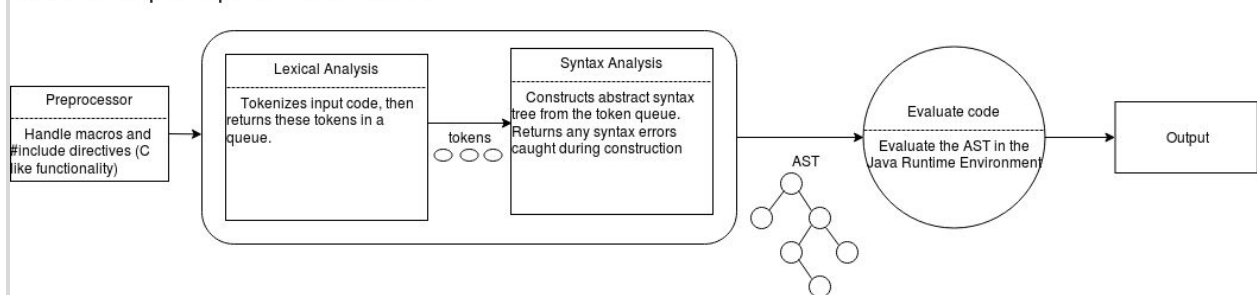 Preprocessor
Handle macros and
#include directives (C
like functionality)
Lexical Analysis
Tokenizes input code, then
returns these tokens in a
queue.
tokens
Syntax Analysis
Constructs abstract syntax
tree from the token queue.
Returns any syntax errors
caught during construction
AST
Evaluate code
Evaluate the AST in the
Java Runtime Environment
Output